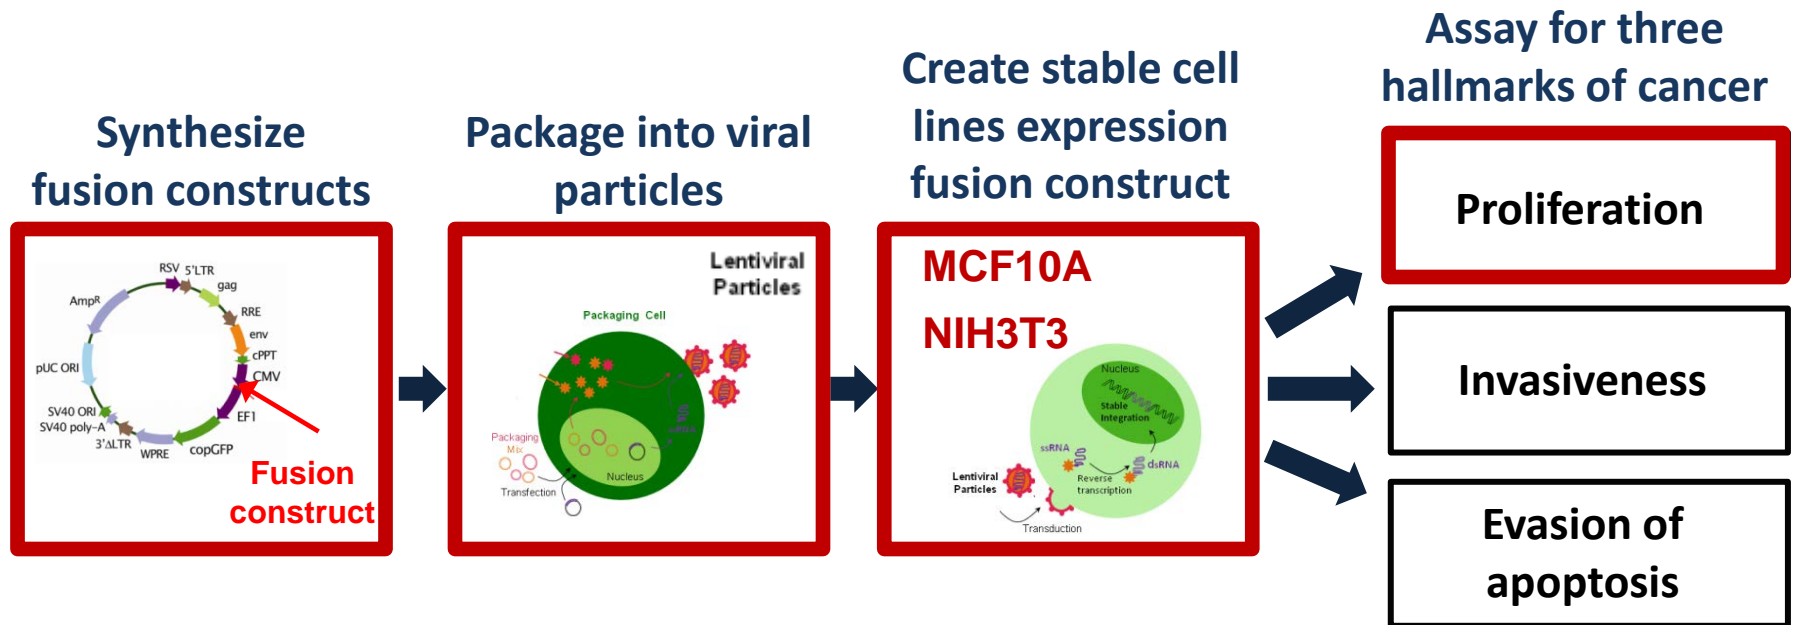 Synthesize
fusion constructs
RSV
5'LTR
gag
RRE
env
cPPT
CMV
EF1
copGFP
WPRE
3'ΔLTR
SV40 poly-A
SV40 ORI
pUC ORI
AmpR
Fusion
construct
Package into viral
particles
Lentiviral
Particles
Packaging Cell
Packaging
Mix
Transfection
Nucleus
Create stable cell
lines expression
fusion construct
MCF10A
NIH3T3
Nucleus
Stable
Integration
ssRNA
dsRNA
Reverse
transcription
Lentiviral
Particles
Transduction
Assay for three
hallmarks of cancer
Proliferation
Invasiveness
Evasion of
apoptosis